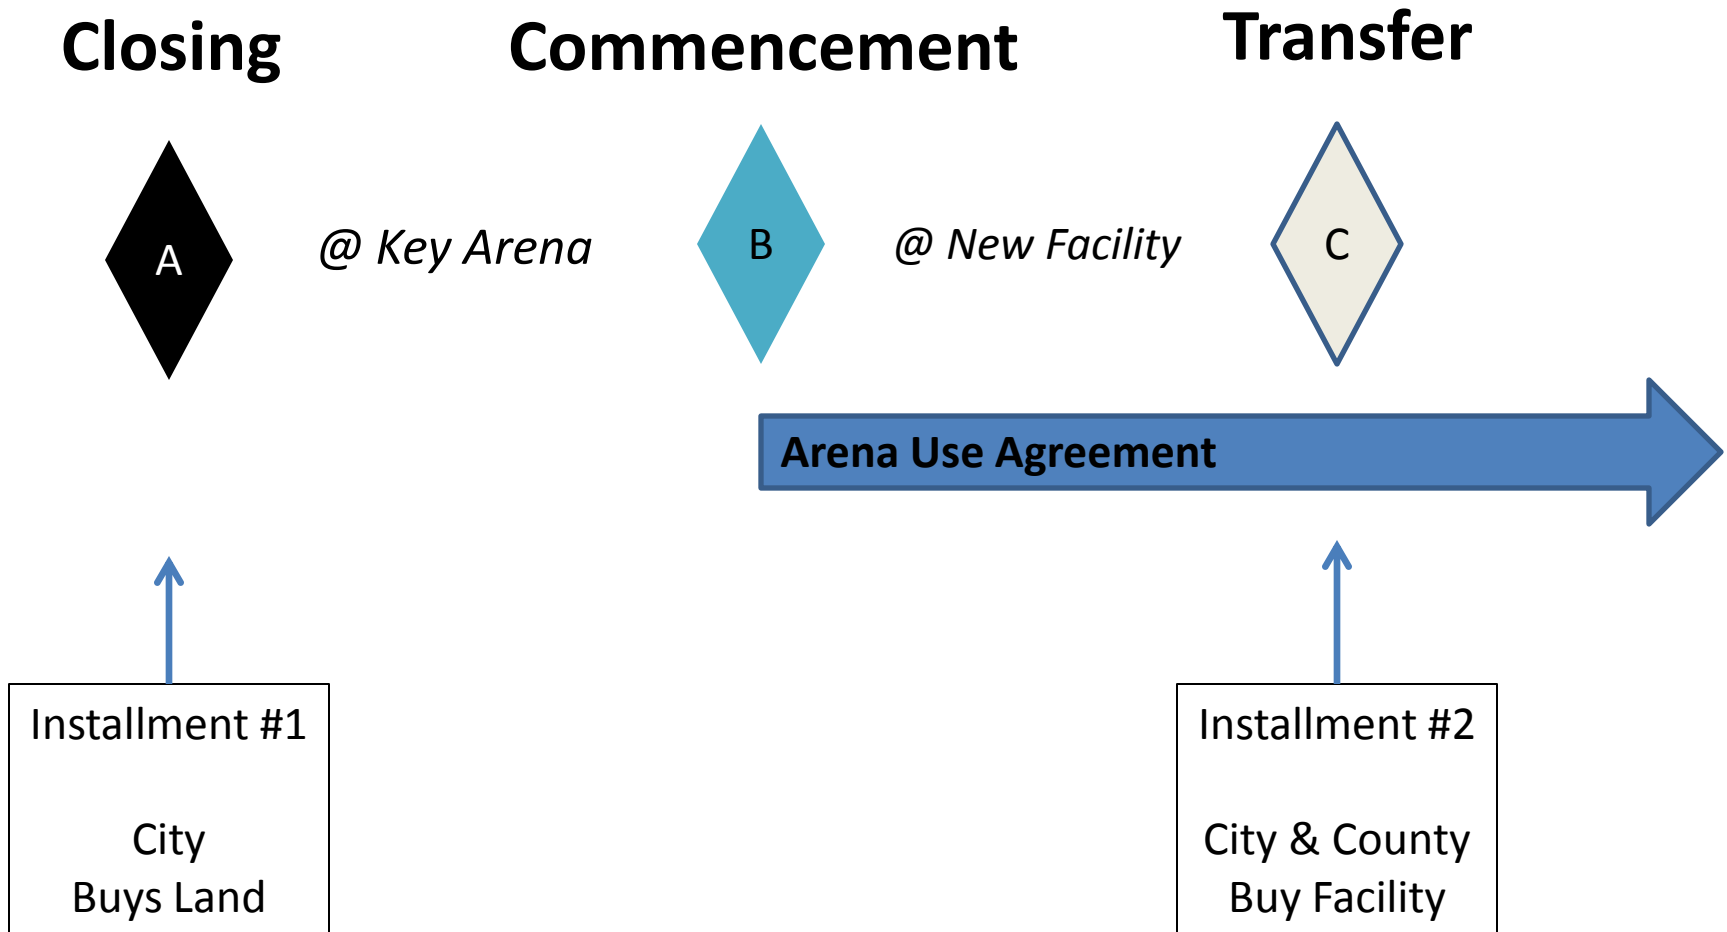 Closing
Commencement
Transfer
A
@ Key Arena
B
@ New Facility
C
Arena Use Agreement
Installment #1
City
Buys Land
Installment #2
City & County
Buy Facility